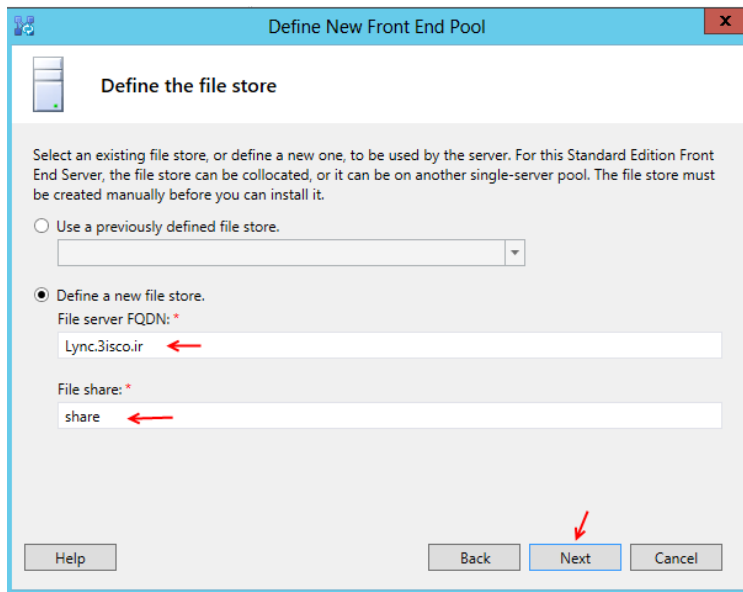 Define New Front End Pool
x
Define the file store
Select an existing file store, or define a new one, to be used by the server. For this Standard Edition Front
End Server, the file store can be collocated, or it can be on another single-server pool. The file store must
be created manually before you can install it.
Use a previously defined file store.
Define a new file store.
File server FQDN: *
Lync.3isco.ir
File share: *
share
Help Back Next Cancel